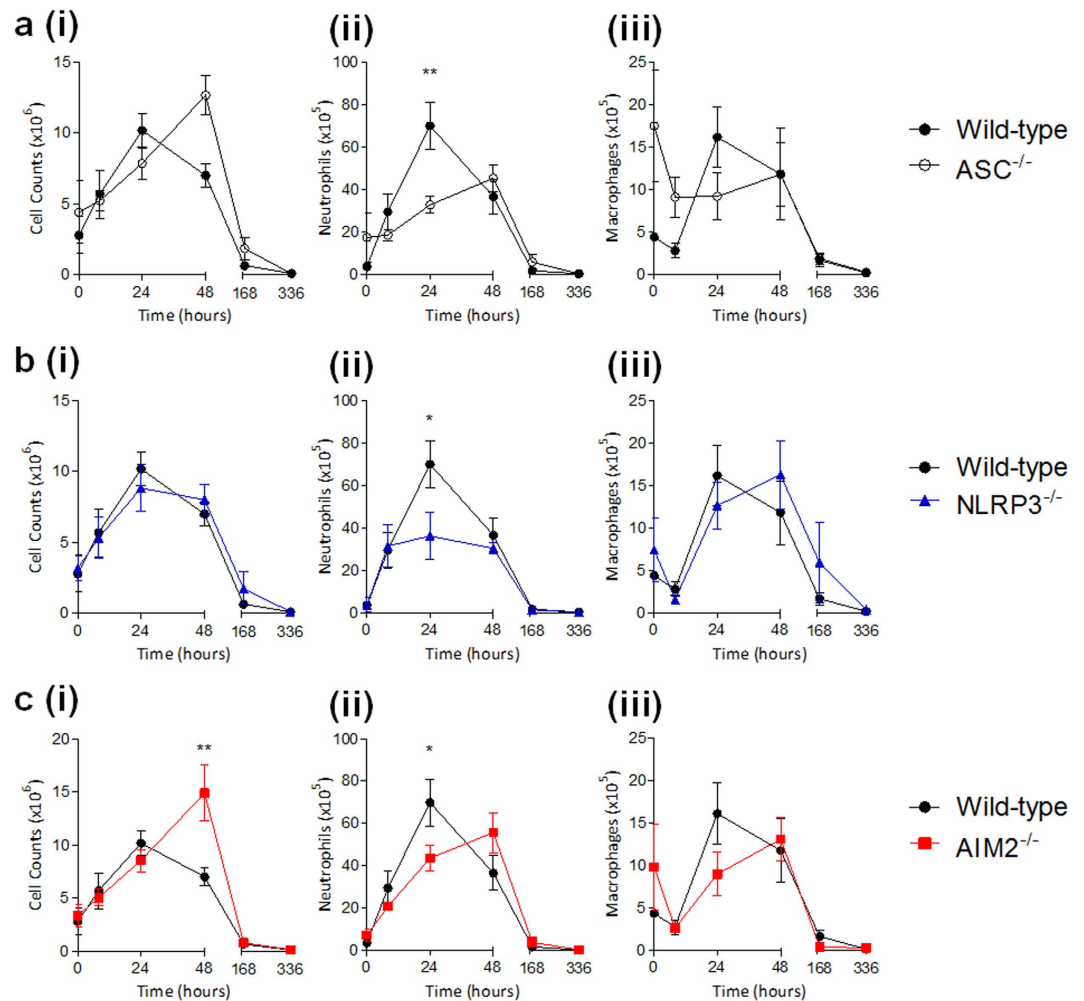 a (i)
Cell Counts (x10⁶)
15
10
5
0
0 24 48 168 336
Time (hours)
(ii)
**
Neutrophils (x10⁵)
100
80
60
40
20
0
0 24 48 168 336
Time (hours)
(iii)
Macrophages (x10⁵)
25
20
15
10
5
0
0 24 48 168 336
Time (hours)
Wild-type
ASC⁻/⁻
b (i)
Cell Counts (x10⁶)
15
10
5
0
0 24 48 168 336
Time (hours)
(ii)
*
Neutrophils (x10⁵)
100
80
60
40
20
0
0 24 48 168 336
Time (hours)
(iii)
Macrophages (x10⁵)
25
20
15
10
5
0
0 24 48 168 336
Time (hours)
Wild-type
NLRP3⁻/⁻
c (i)
**
Cell Counts (x10⁶)
20
15
10
5
0
0 24 48 168 336
Time (hours)
(ii)
*
Neutrophils (x10⁵)
100
80
60
40
20
0
0 24 48 168 336
Time (hours)
(iii)
Macrophages (x10⁵)
25
20
15
10
5
0
0 24 48 168 336
Time (hours)
Wild-type
AIM2⁻/⁻